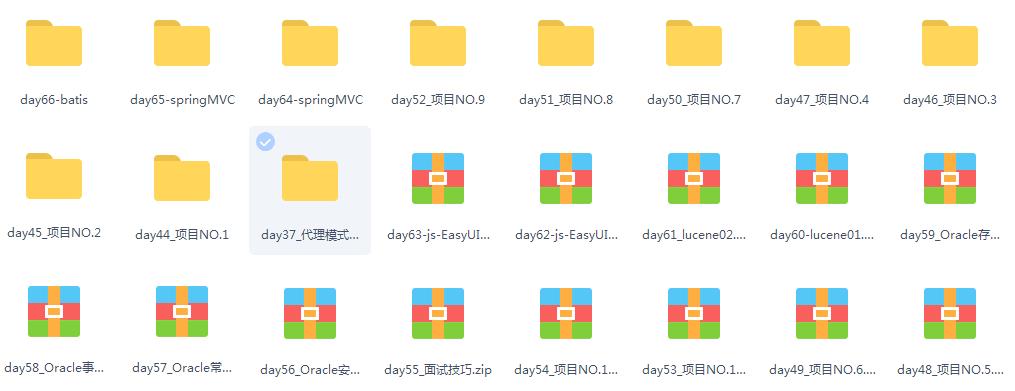 day66-batis
day65-springMVC
day64-springMVC
day52_项目NO.9
day51_项目NO.8
day50_项目NO.7
day47_项目NO.4
day46_项目NO.3
day45_项目NO.2
day44_项目NO.1
day37_代理模式...
day63-js-EasyUI...
day62-js-EasyUI...
day61_lucene02....
day60-lucene01....
day59_Oracle存...
day58_Oracle事...
day57_Oracle常...
day56_Oracle安...
day55_面试技巧.zip
day54_项目NO.1...
day53_项目NO.1...
day49_项目NO.6....
day48_项目NO.5....